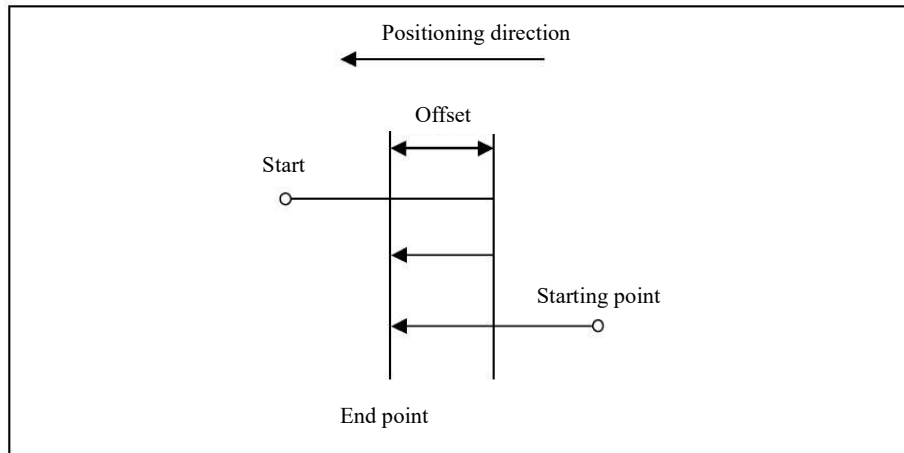 Positioning direction
Offset
Start
Starting point
End point